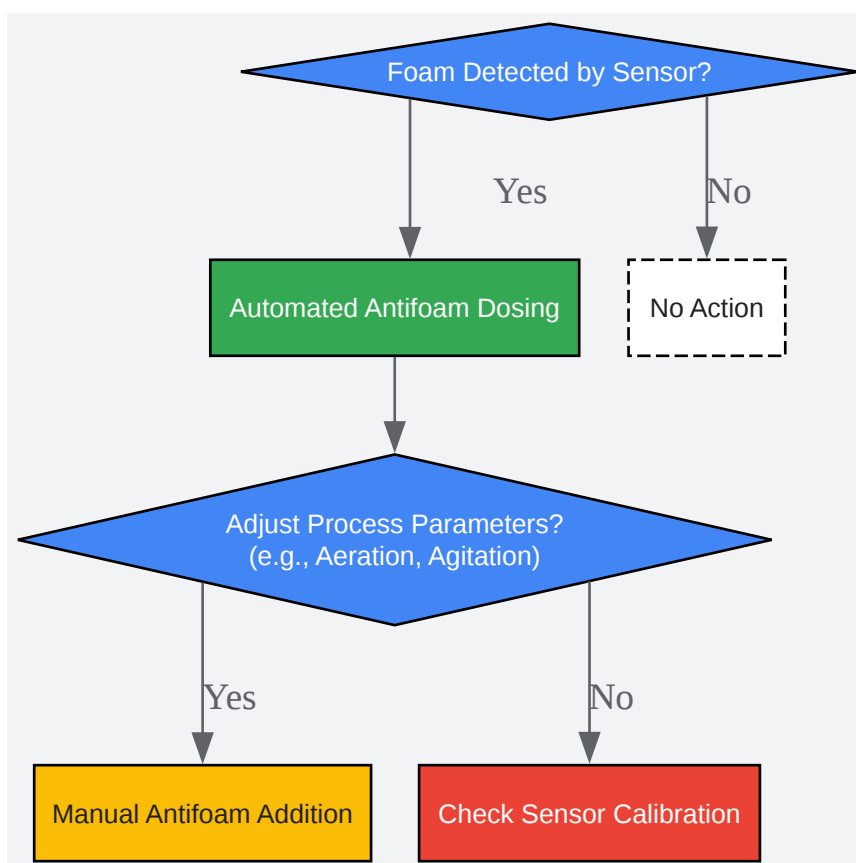 Foam Detected by Sensor?
Yes
No
Automated Antifoam Dosing
No Action
Adjust Process Parameters?
(e.g., Aeration, Agitation)
Yes
No
Manual Antifoam Addition
Check Sensor Calibration